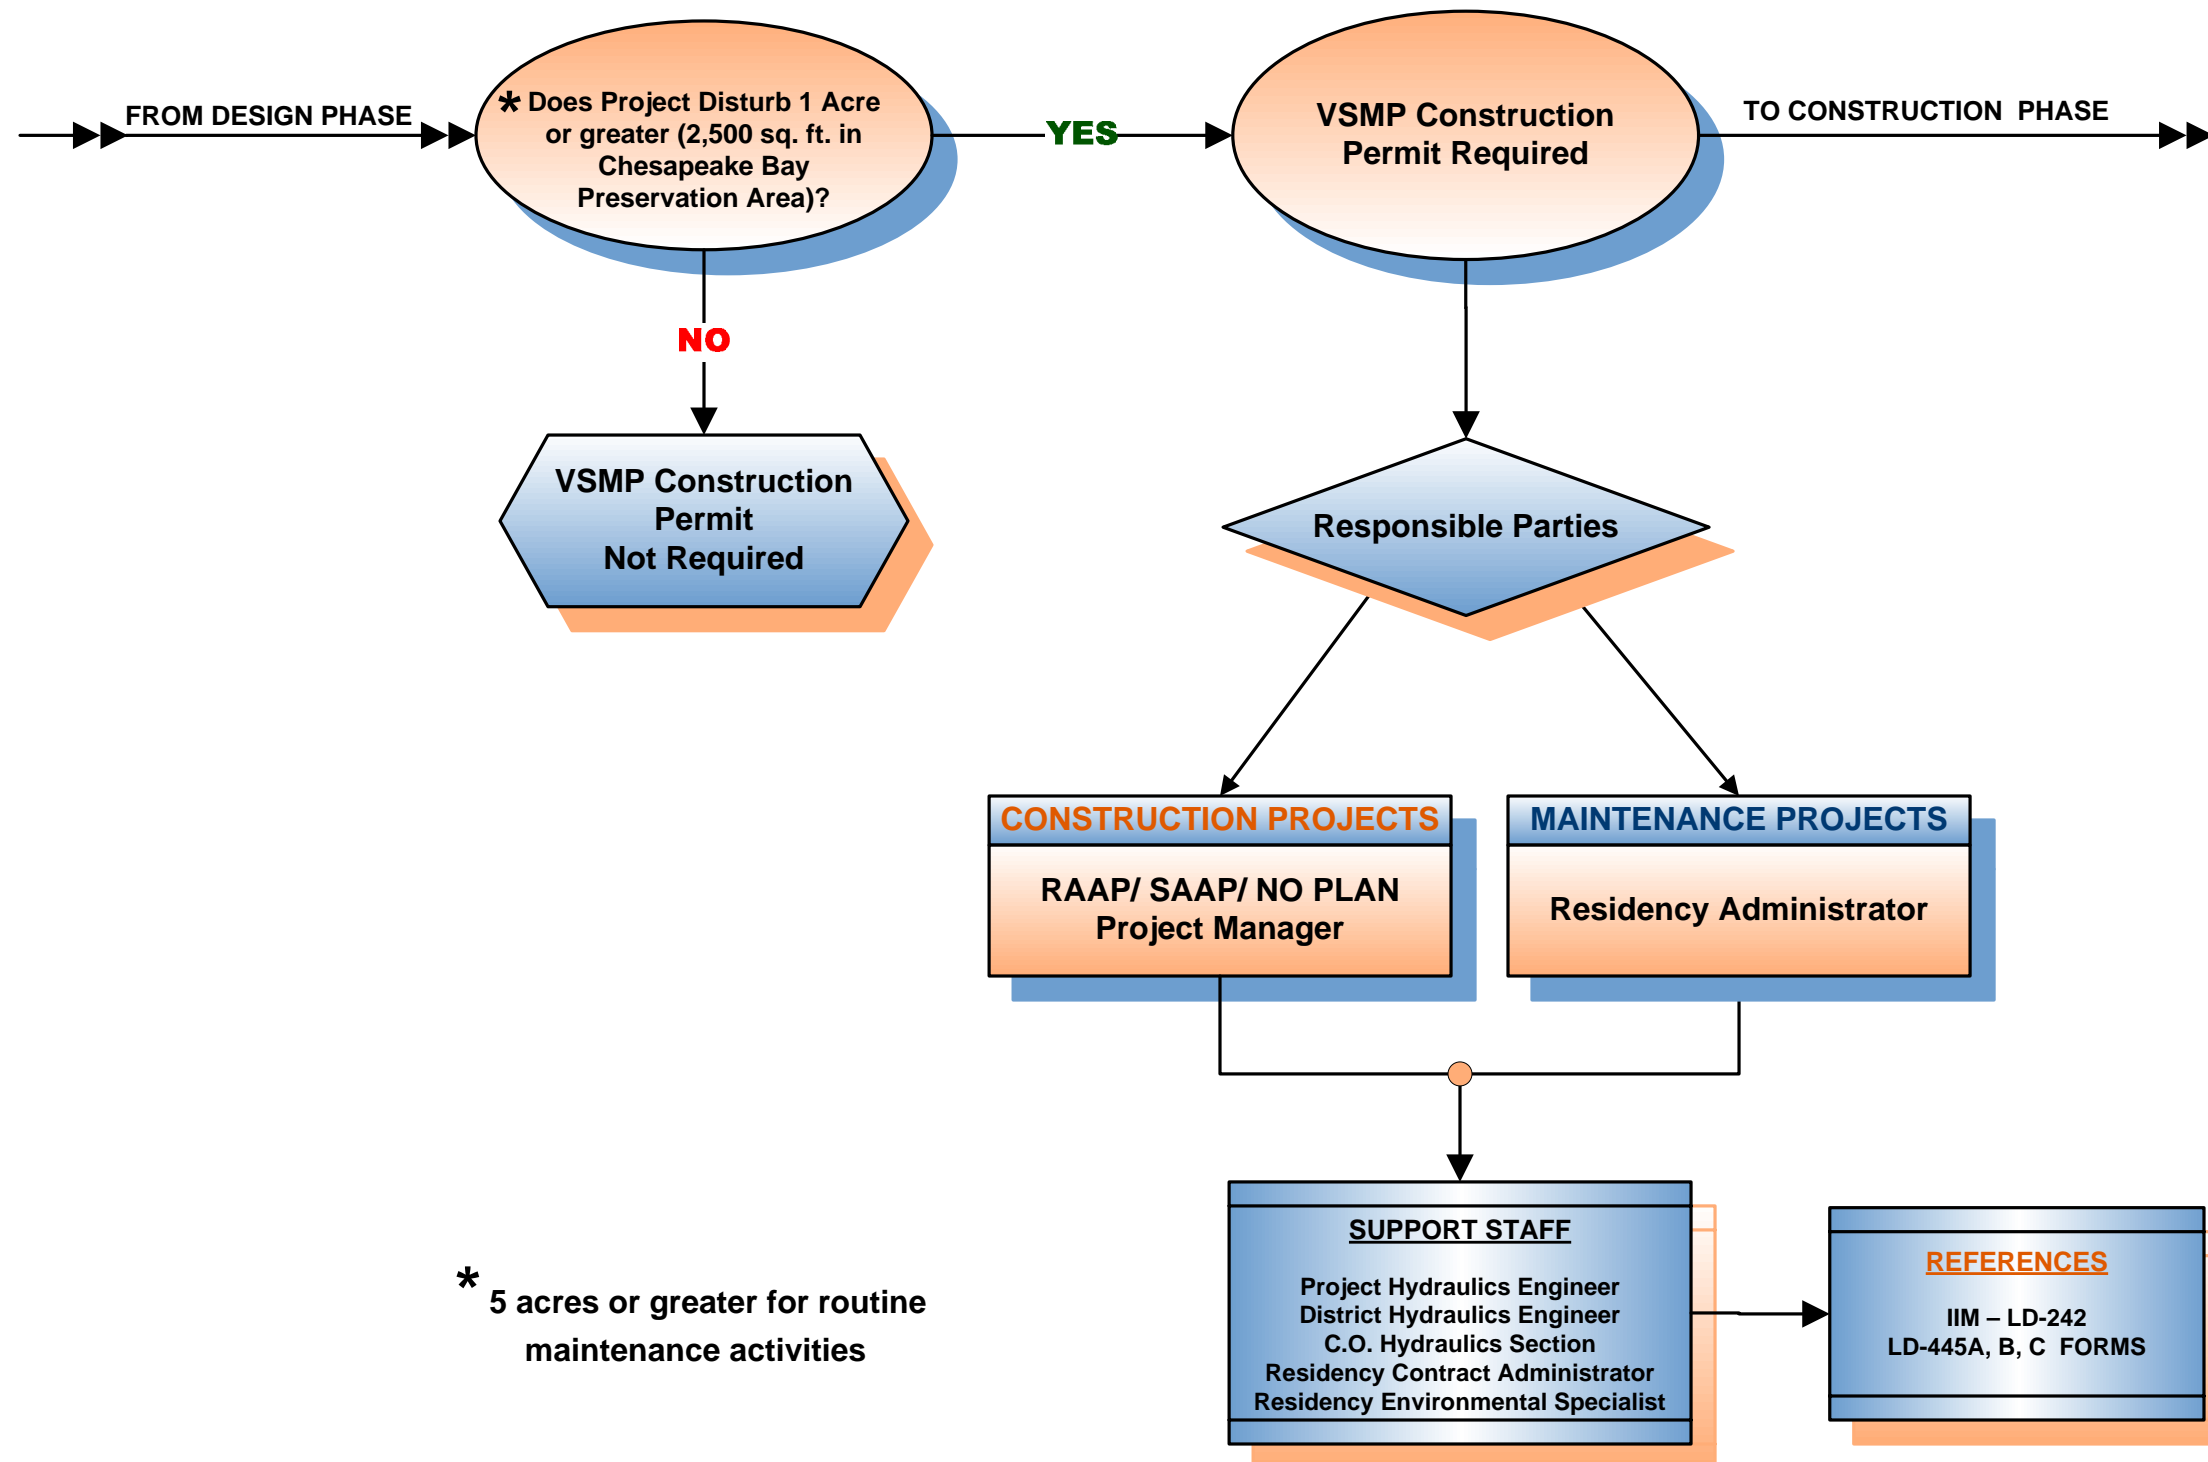 FROM DESIGN PHASE
* Does Project Disturb 1 Acre
or greater (2,500 sq. ft. in
Chesapeake Bay
Preservation Area)?
YES
VSMP Construction
Permit Required
TO CONSTRUCTION PHASE
NO
VSMP Construction
Permit
Not Required
Responsible Parties
CONSTRUCTION PROJECTS
RAAP/ SAAP/ NO PLAN
Project Manager
MAINTENANCE PROJECTS
Residency Administrator
SUPPORT STAFF
Project Hydraulics Engineer
District Hydraulics Engineer
C.O. Hydraulics Section
Residency Contract Administrator
Residency Environmental Specialist
REFERENCES
IIM – LD-242
LD-445A, B, C FORMS
* 5 acres or greater for routine
maintenance activities